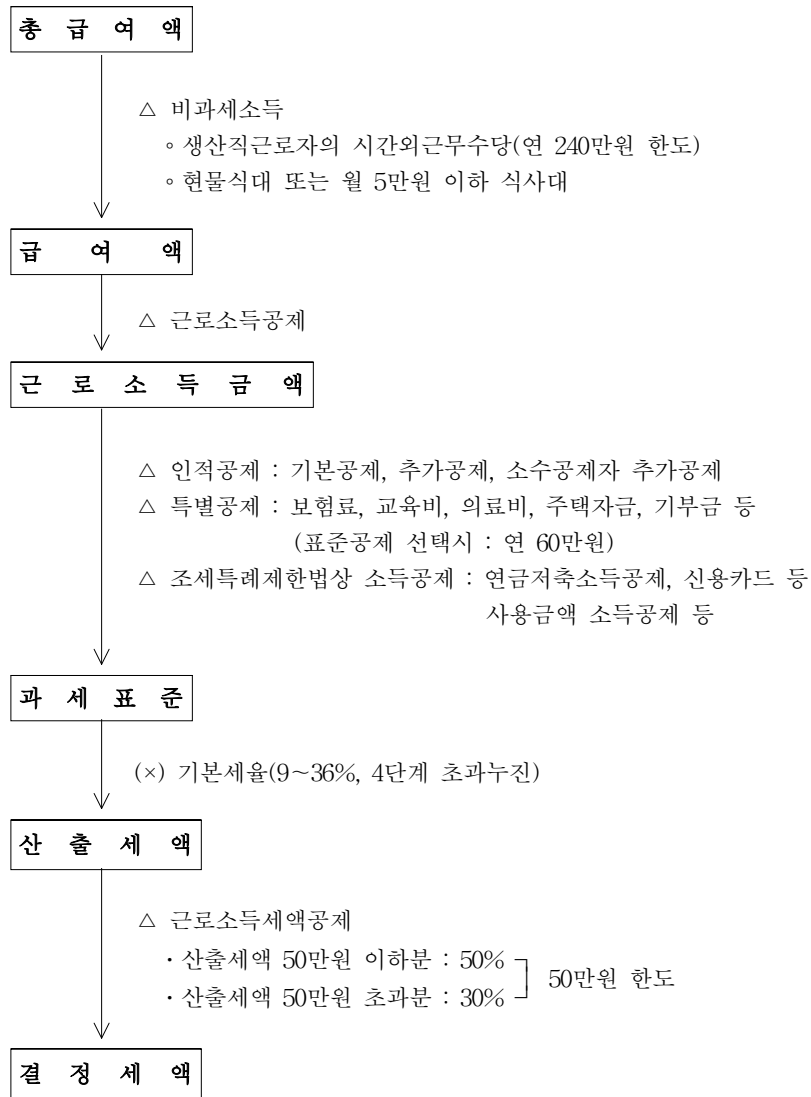 총 급 여 액
△ 비과세소득
∘생산직근로자의 시간외근무수당(연 240만원 한도)
∘현물식대 또는 월 5만원 이하 식사대
급 여 액
△ 근로소득공제
근 로 소 득 금 액
△ 인적공제 : 기본공제, 추가공제, 소수공제자 추가공제
△ 특별공제 : 보험료, 교육비, 의료비, 주택자금, 기부금 등
(표준공제 선택시 : 연 60만원)
△ 조세특례제한법상 소득공제 : 연금저축소득공제, 신용카드 등
사용금액 소득공제 등
과 세 표 준
(×) 기본세율(9~36%, 4단계 초과누진)
산 출 세 액
△ 근로소득세액공제
･산출세액 50만원 이하분 : 50%
50만원 한도
･산출세액 50만원 초과분 : 30%
결 정 세 액